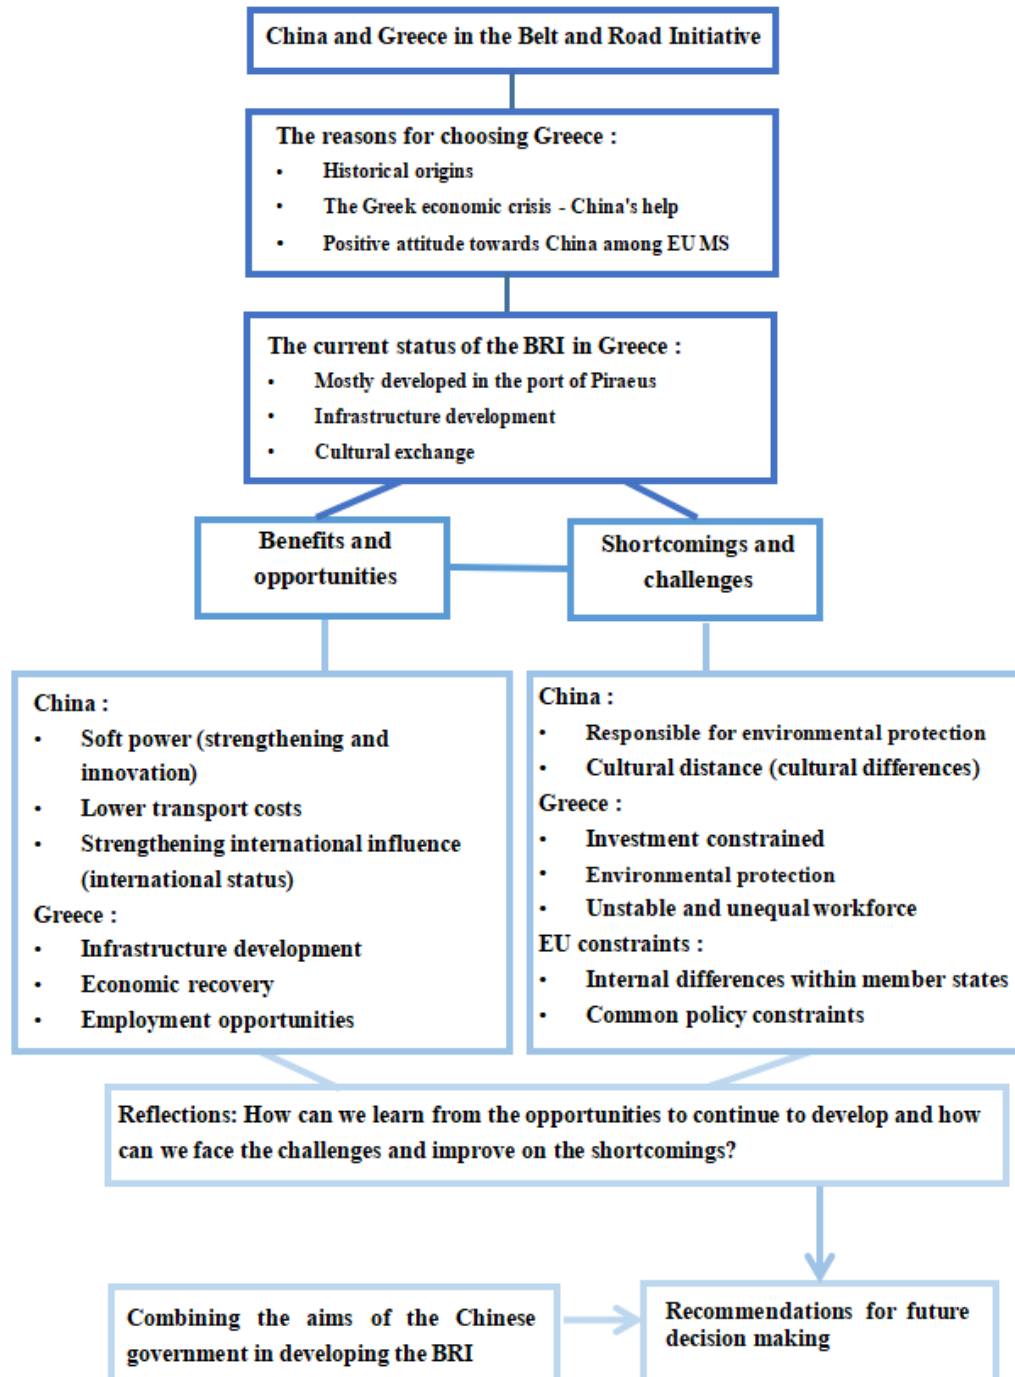 China and Greece in the Belt and Road Initiative
The reasons for choosing Greece :
• Historical origins
• The Greek economic crisis - China's help
• Positive attitude towards China among EU MS
The current status of the BRI in Greece :
• Mostly developed in the port of Piraeus
• Infrastructure development
• Cultural exchange
Benefits and
opportunities
Shortcomings and
challenges
China :
• Soft power (strengthening and
innovation)
• Lower transport costs
• Strengthening international influence
(international status)
Greece :
• Infrastructure development
• Economic recovery
• Employment opportunities
China :
• Responsible for environmental protection
• Cultural distance (cultural differences)
Greece :
• Investment constrained
• Environmental protection
• Unstable and unequal workforce
EU constraints :
• Internal differences within member states
• Common policy constraints
Reflections: How can we learn from the opportunities to continue to develop and how
can we face the challenges and improve on the shortcomings?
Combining the aims of the Chinese
government in developing the BRI
Recommendations for future
decision making